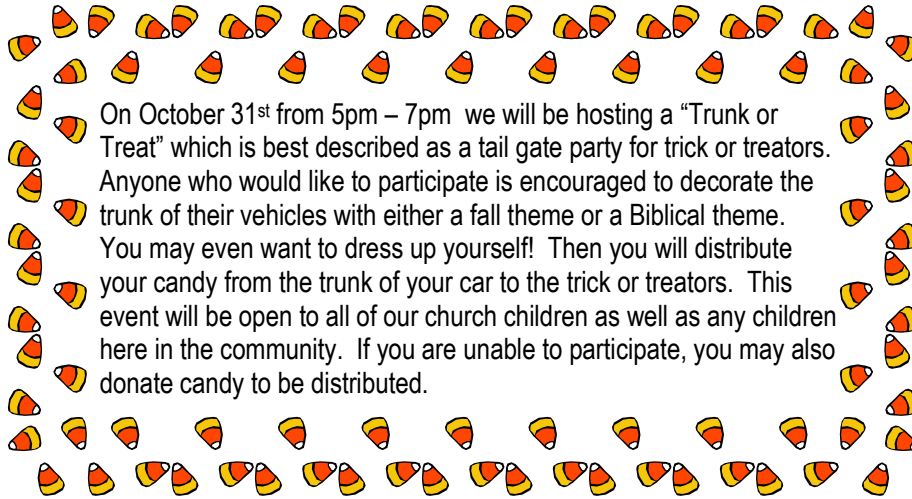 On October 31st from 5pm – 7pm  we will be hosting a “Trunk or
Treat” which is best described as a tail gate party for trick or treators.
Anyone who would like to participate is encouraged to decorate the
trunk of their vehicles with either a fall theme or a Biblical theme.
You may even want to dress up yourself!  Then you will distribute
your candy from the trunk of your car to the trick or treators.  This
event will be open to all of our church children as well as any children
here in the community.  If you are unable to participate, you may also
donate candy to be distributed.